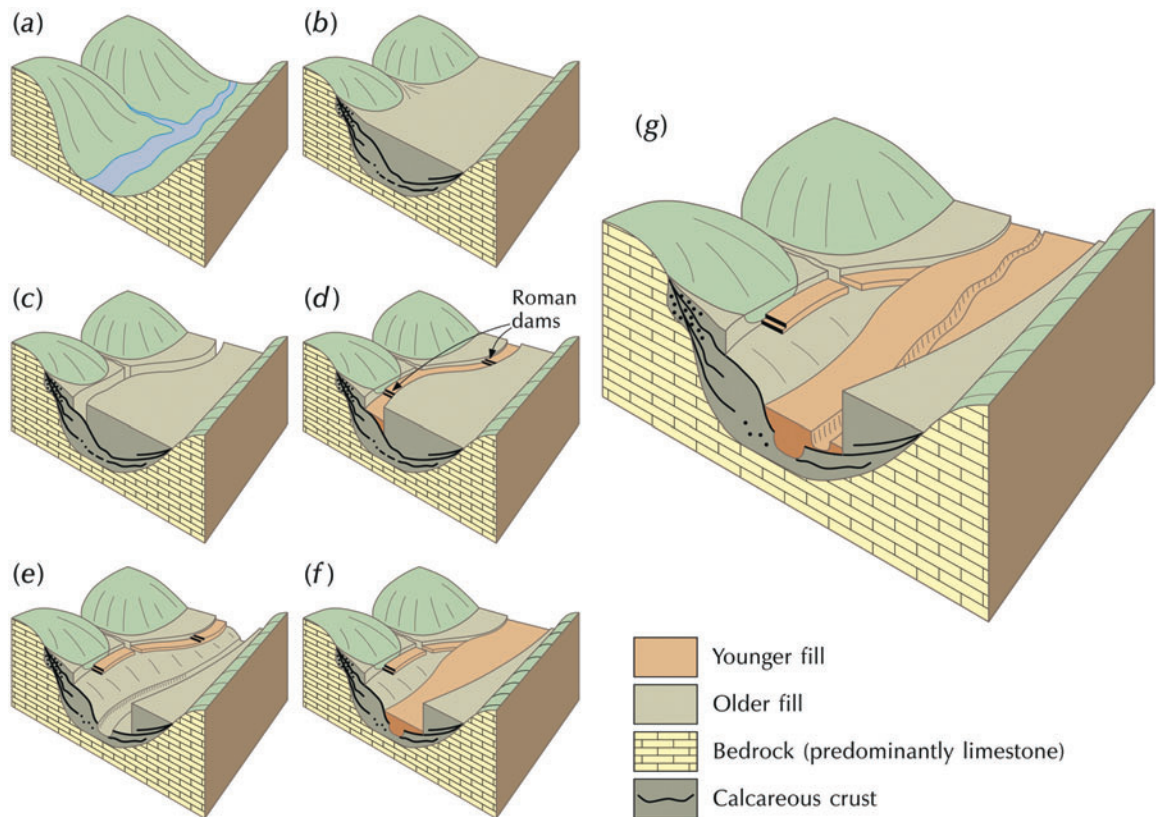 (a)
(b)
(c)
(d)
Roman
dams
(e)
(f)
(g)
Younger fill
Older fill
Bedrock (predominantly limestone)
Calcareous crust